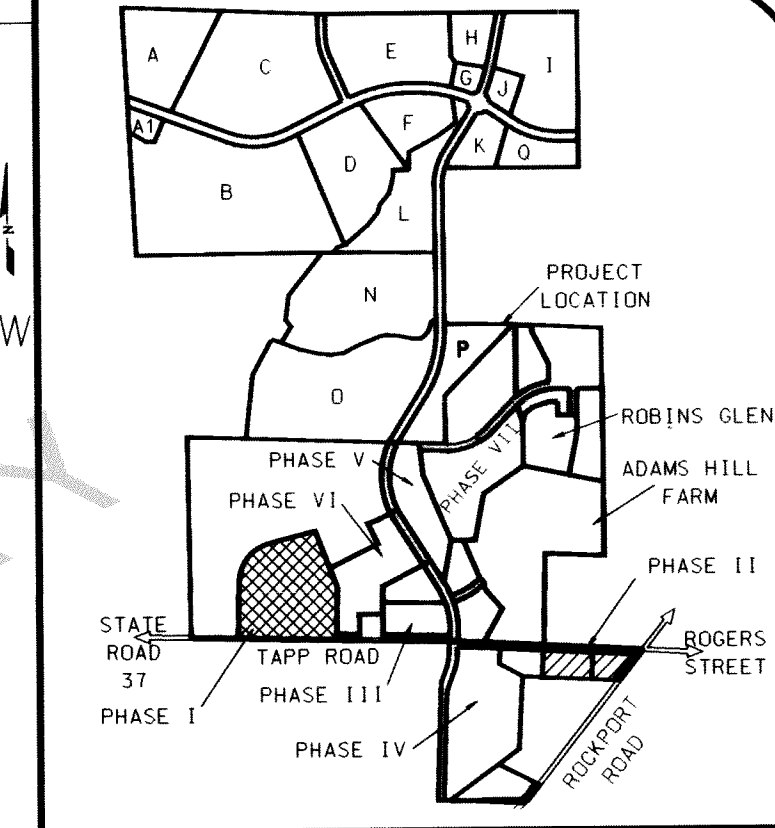 A
C
E
H
G
J
I
A1
F
K
Q
B
D
L
N
W
N
PROJECT
LOCATION
P
O
ROBINS GLEN
PHASE V
PHASE VII
ADAMS HILL
FARM
PHASE VI
PHASE II
STATE
ROAD
37
TAPP ROAD
ROGERS
STREET
PHASE I
PHASE III
PHASE IV
ROCKPORT
ROAD